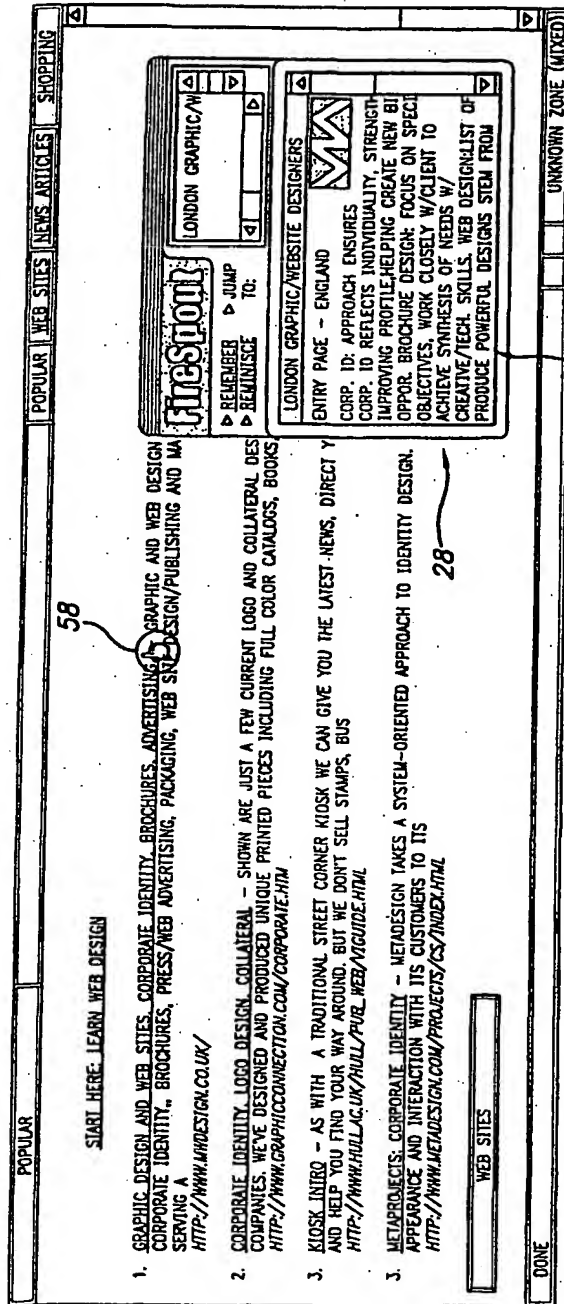 POPULAR
POPULAR WEB SITES NEWS ARTICLES SHOPPING
START HERE: LEARN WEB DESIGN
58
1. GRAPHIC DESIGN AND WEB SITES, CORPORATE IDENTITY, BROCHURES, ADVERTISING - GRAPHIC AND WEB DESIGN
CORPORATE IDENTITY,, BROCHURES, PRESS/WEB ADVERTISING, PACKAGING, WEB SITE DESIGN/PUBLISHING AND MA
SERVING A
HTTP://WWW.MWDESIGN.CO.UK/
2. CORPORATE IDENTITY, LOGO DESIGN, COLLATERAL - SHOWN ARE JUST A FEW CURRENT LOGO AND COLLATERAL DES
COMPANIES. WE'VE DESIGNED AND PRODUCED UNIQUE PRINTED PIECES INCLUDING FULL COLOR CATALOGS, BOOKS,
HTTP://WWW.GRAPHICCONNECTION.COM/CORPORATE.HTM
3. KIOSK INTRO - AS WITH A TRADITIONAL STREET CORNER KIOSK WE CAN GIVE YOU THE LATEST NEWS, DIRECT Y
AND HELP YOU FIND YOUR WAY AROUND. BUT WE DON'T SELL STAMPS, BUS
HTTP://WWW.HULL.AC.UK/HULL/PUB_WEB/VIGUIDE.HTML
3. METAPROJECTS: CORPORATE IDENTITY - METADESIGN TAKES A SYSTEM-ORIENTED APPROACH TO IDENTITY DESIGN.
APPEARANCE AND INTERACTION WITH ITS CUSTOMERS TO ITS
HTTP://WWW.METADESIGN.COM/PROJECTS/CS/INDEX.HTML
FireSpout
REMEMBER JUMP
REMINISCE TO:
LONDON GRAPHIC/W
LONDON GRAPHIC/WEBSITE DESIGNERS
ENTRY PAGE - ENGLAND
CORP. ID: APPROACH ENSURES
CORP. ID REFLECTS INDIVIDUALITY, STRENGTH
IMPROVING PROFILE,HELPING CREATE NEW BI
OPPOR. BROCHURE DESIGN: FOCUS ON SPECI
OBJECTIVES, WORK CLOSELY W/CLIENT TO
ACHIEVE SYNTHESIS OF NEEDS W/
CREATIVE/TECH. SKILLS. WEB DESIGN:LIST OF
PRODUCE POWERFUL DESIGNS STEM FROM
28
WEB SITES
DONE
UNKNOWN ZONE (MIXED)